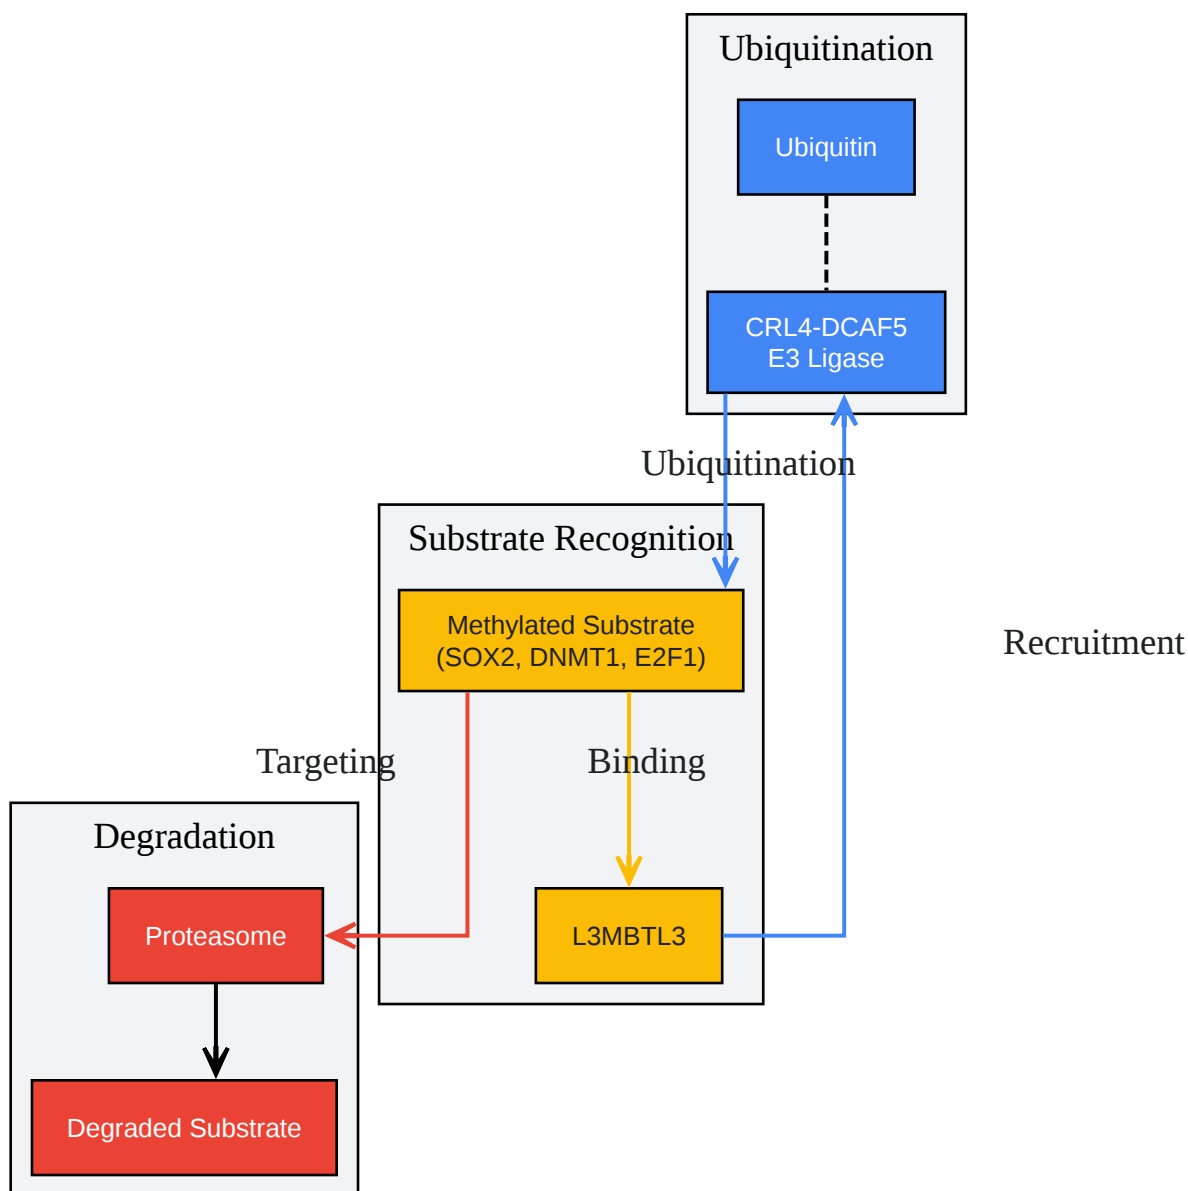 Ubiquitination
Ubiquitin
CRL4-DCAF5
E3 Ligase
Ubiquitination
Substrate Recognition
Methylated Substrate
(SOX2, DNMT1, E2F1)
Recruitment
Targeting
Binding
Degradation
Proteasome
L3MBTL3
Degraded Substrate